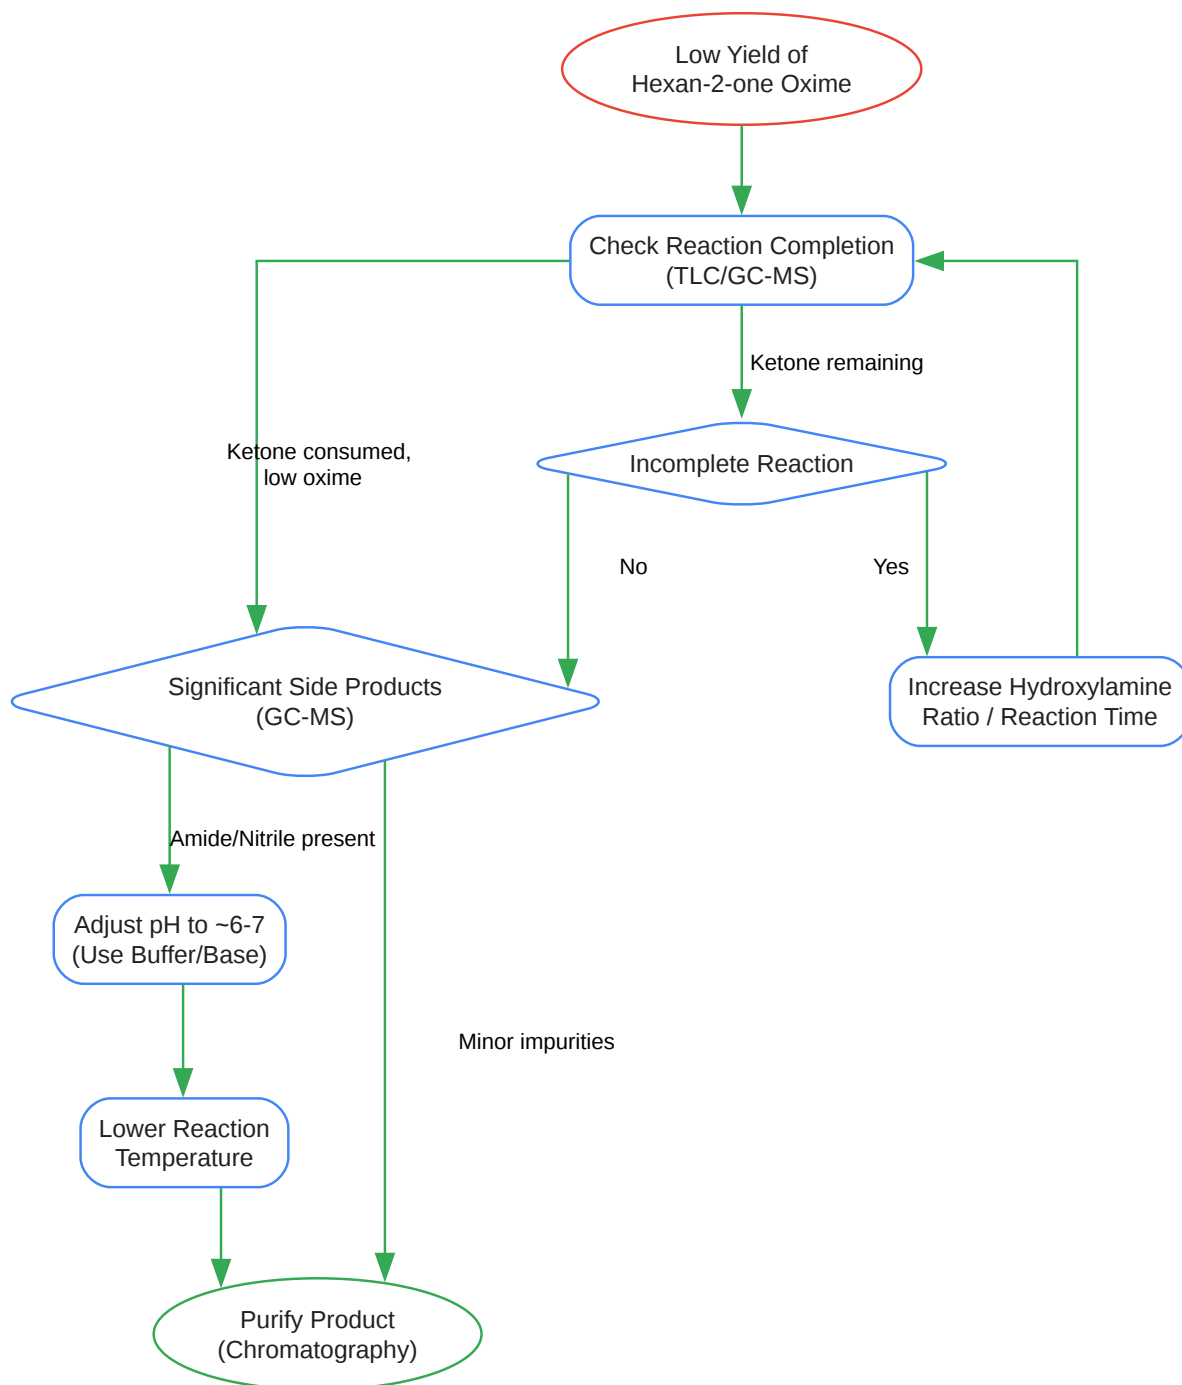 Low Yield of
Hexan-2-one Oxime
Check Reaction Completion
(TLC/GC-MS)
Ketone remaining
Ketone consumed,
low oxime
Incomplete Reaction
No
Yes
Significant Side Products
(GC-MS)
Increase Hydroxylamine
Ratio / Reaction Time
Amide/Nitrile present
Adjust pH to ~6-7
(Use Buffer/Base)
Minor impurities
Lower Reaction
Temperature
Purify Product
(Chromatography)